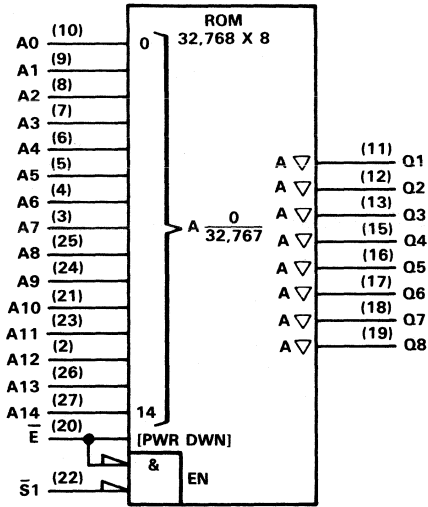 ROM
32,768 X 8
A0 (10) 0
A1 (9)
A2 (8)
A3 (7)
A4 (6)
A5 (5)
A6 (4)
A7 (3)
A8 (25)
A9 (24)
A10 (21)
A11 (23)
A12 (2)
A13 (26)
A14 (27) 14
A 0
32,767
A ▽ (11) Q1
A ▽ (12) Q2
A ▽ (13) Q3
A ▽ (15) Q4
A ▽ (16) Q5
A ▽ (17) Q6
A ▽ (18) Q7
A ▽ (19) Q8
E̅ (20) [PWR DWN]
& EN
S̅1 (22)